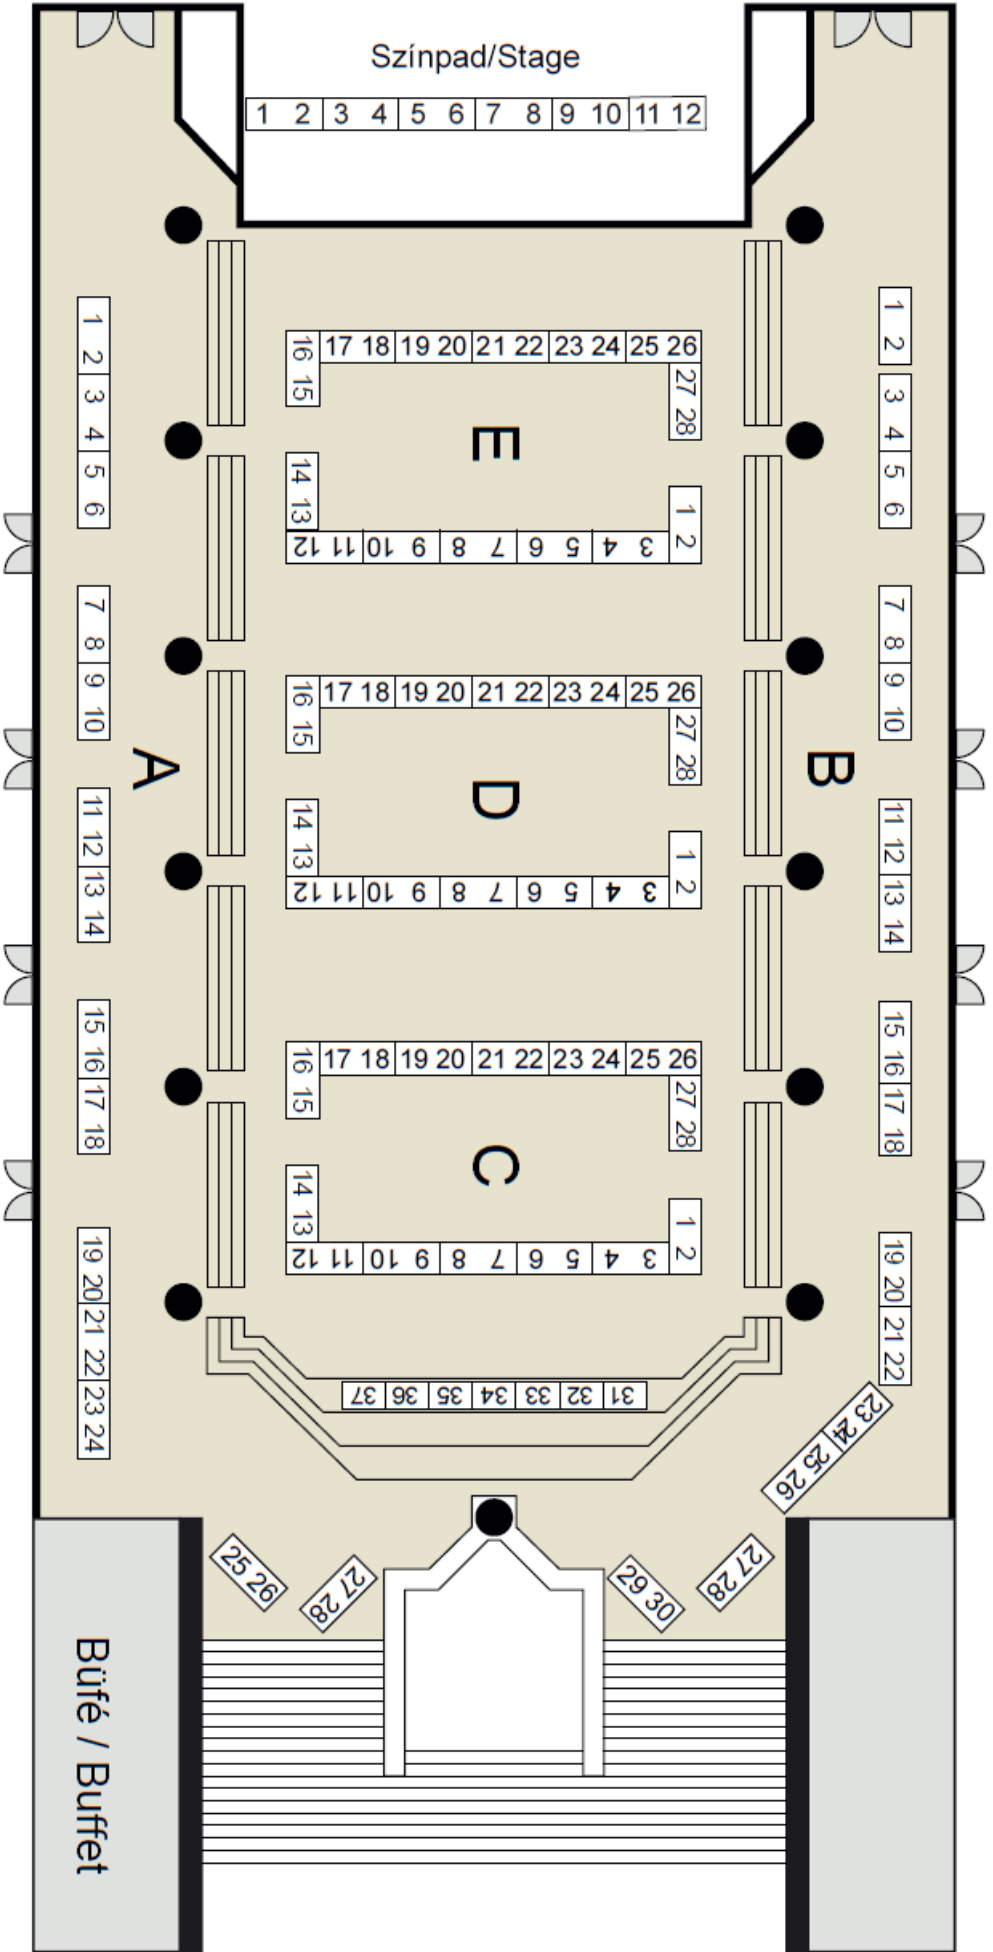 Színpad/Stage
1 2 3 4 5 6 7 8 9 10 11 12
1 2 3 4 5 6
7 8 9 10
11 12 13 14
15 16 17 18
19 20 21 22 23 24
25 26
27 28
A
16 15
17 18 19 20 21 22 23 24 25 26
27 28
E
14 13
1 2
12 11 10 9 8 7 6 5 4 3
16 15
17 18 19 20 21 22 23 24 25 26
27 28
D
14 13
1 2
12 11 10 9 8 7 6 5 4 3
16 15
17 18 19 20 21 22 23 24 25 26
27 28
C
14 13
1 2
12 11 10 9 8 7 6 5 4 3
37 36 35 34 33 32 31
1 2
3 4 5 6
7 8 9 10
B
11 12 13 14
15 16 17 18
19 20 21 22
23 24 25 26
27 28
29 30
Büfé / Buffet